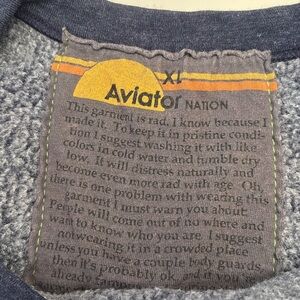 XL
Aviator NATION
This garment is rad, I know because I
made it. To keep it in pristine condi-
tion I suggest washing it with like
colors in cold water and tumble dry
low. It will distress naturally and
become even more rad with age. Oh,
there is one problem with wearing this
garment I must warn you about:
People will come out of no where and
want to know who you are. I suggest
notwearing it in a crowded place
unless you have a couple body guards.
then it's probably ok. and if you
already